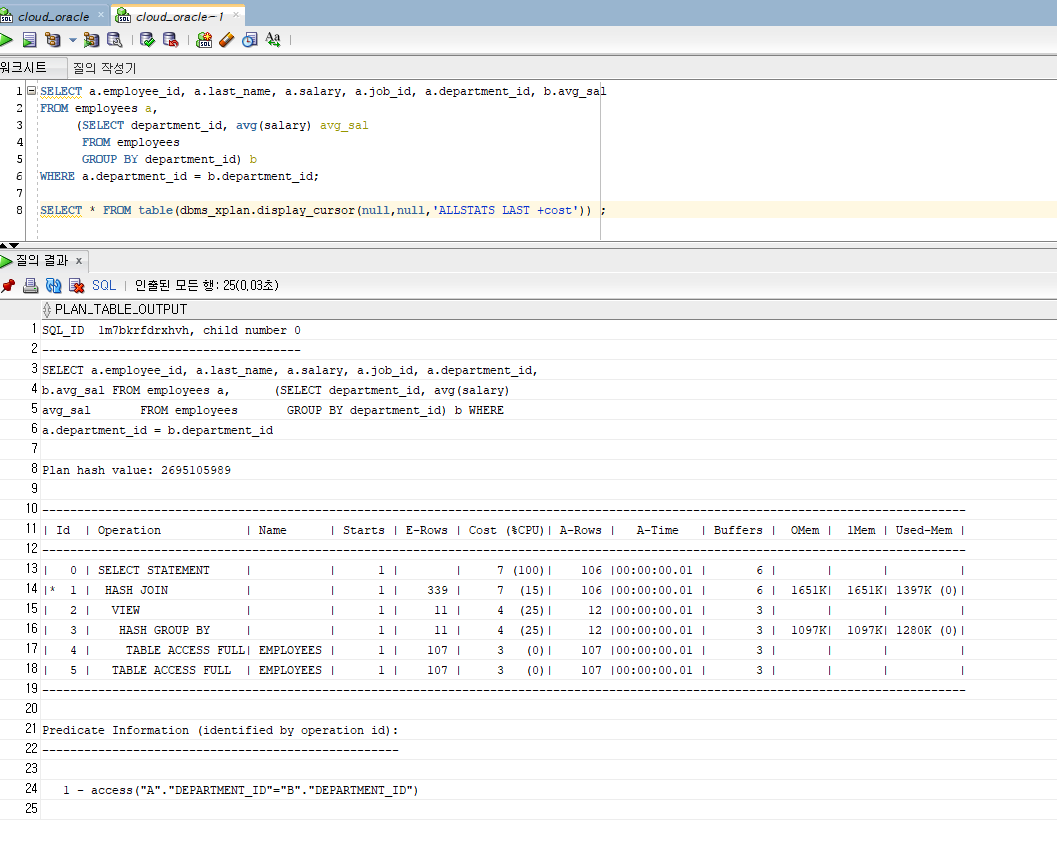 cloud_oracle × cloud_oracle~1 ×
워크시트 질의 작성기
1 SELECT a.employee_id, a.last_name, a.salary, a.job_id, a.department_id, b.avg_sal
2 FROM employees a,
3 (SELECT department_id, avg(salary) avg_sal
4 FROM employees
5 GROUP BY department_id) b
6 WHERE a.department_id = b.department_id;
7
8 SELECT * FROM table(dbms_xplan.display_cursor(null,null,'ALLSTATS LAST +cost')) ;
질의 결과 x
SQL | 인출된 모든 행: 25(0,03초)
PLAN_TABLE_OUTPUT
1 SQL_ID 1m7bkrfdrxhvh, child number 0
2 -------------------------------------
3 SELECT a.employee_id, a.last_name, a.salary, a.job_id, a.department_id,
4 b.avg_sal FROM employees a, (SELECT department_id, avg(salary)
5 avg_sal FROM employees GROUP BY department_id) b WHERE
6 a.department_id = b.department_id
7
8 Plan hash value: 2695105989
9
10 ------------------------------------------------------------------------------------------------------------------------------------
11 | Id | Operation | Name | Starts | E-Rows | Cost (%CPU)| A-Rows | A-Time | Buffers | OMem | 1Mem | Used-Mem |
12 ------------------------------------------------------------------------------------------------------------------------------------
13 | 0 | SELECT STATEMENT | | 1 | | 7 (100)| 106 |00:00:00.01 | 6 | | | |
14 |* 1 | HASH JOIN | | 1 | 339 | 7 (15)| 106 |00:00:00.01 | 6 | 1651K| 1651K| 1397K (0)|
15 | 2 | VIEW | | 1 | 11 | 4 (25)| 12 |00:00:00.01 | 3 | | | |
16 | 3 | HASH GROUP BY | | 1 | 11 | 4 (25)| 12 |00:00:00.01 | 3 | 1097K| 1097K| 1280K (0)|
17 | 4 | TABLE ACCESS FULL| EMPLOYEES | 1 | 107 | 3 (0)| 107 |00:00:00.01 | 3 | | | |
18 | 5 | TABLE ACCESS FULL | EMPLOYEES | 1 | 107 | 3 (0)| 107 |00:00:00.01 | 3 | | | |
19 ------------------------------------------------------------------------------------------------------------------------------------
20
21 Predicate Information (identified by operation id):
22 ---------------------------------------------------
23
24 1 - access("A"."DEPARTMENT_ID"="B"."DEPARTMENT_ID")
25